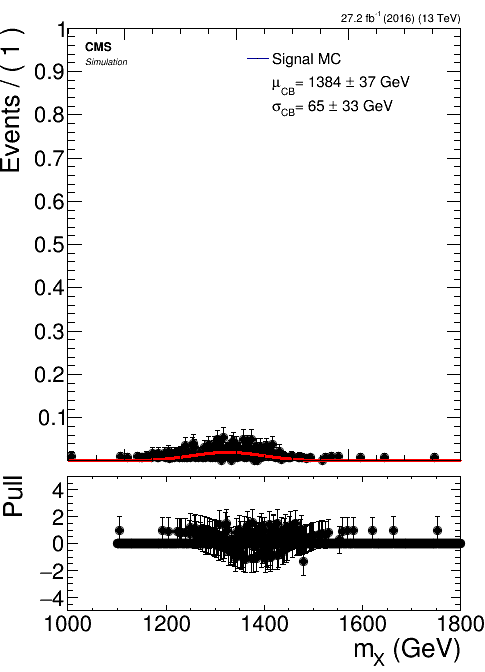 27.2 fb-1 (2016) (13 TeV)
CMS
Simulation
Signal MC
μCB= 1384 ± 37 GeV
σCB= 65 ± 33 GeV
Events / ( 1 )
1
0.9
0.8
0.7
0.6
0.5
0.4
0.3
0.2
0.1
Pull
4
2
0
−2
−4
1000 1200 1400 1600 1800
mX (GeV)